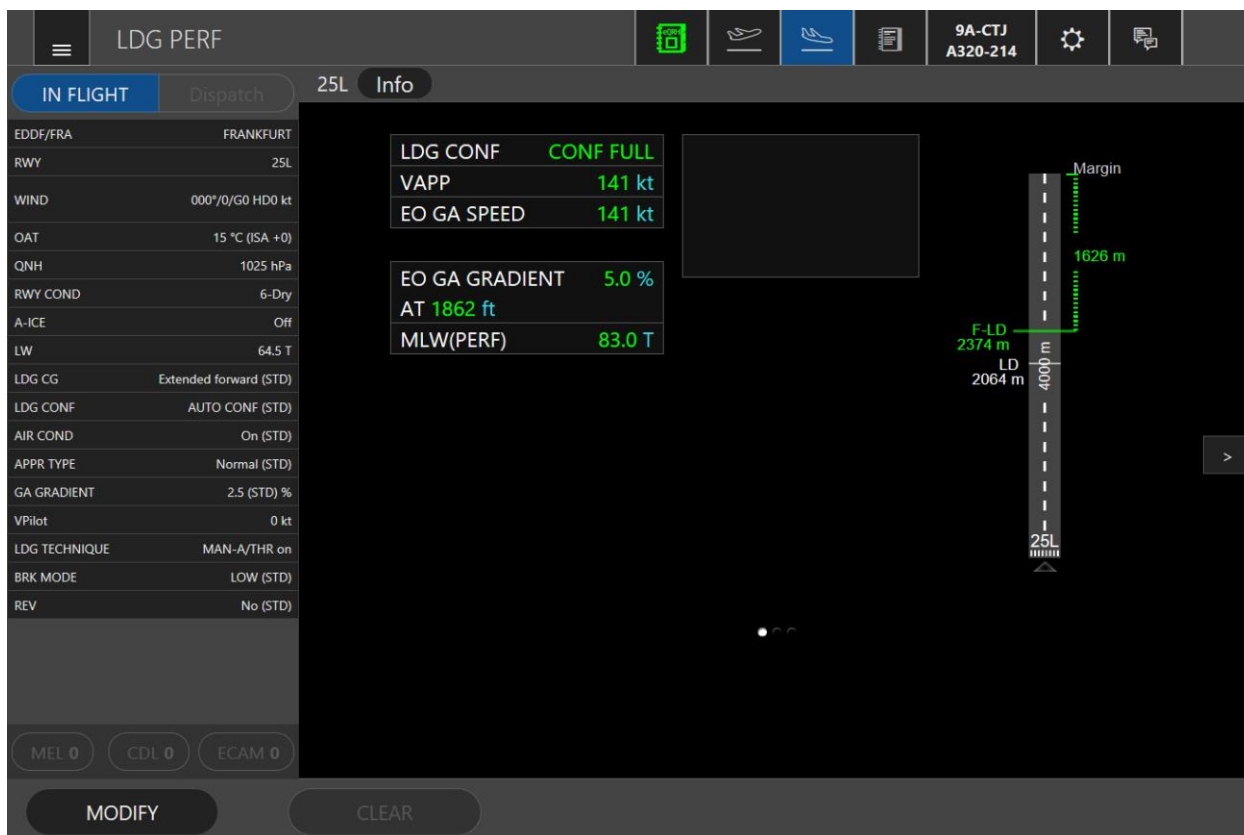 LDG PERF
eQRH
9A-CTJ
A320-214
IN FLIGHT Dispatch
25L Info
EDDF/FRA FRANKFURT
RWY 25L
WIND 000°/0/G0 HD0 kt
OAT 15 °C (ISA +0)
QNH 1025 hPa
RWY COND 6-Dry
A-ICE Off
LW 64.5 T
LDG CG Extended forward (STD)
LDG CONF AUTO CONF (STD)
AIR COND On (STD)
APPR TYPE Normal (STD)
GA GRADIENT 2.5 (STD) %
VPilot 0 kt
LDG TECHNIQUE MAN-A/THR on
BRK MODE LOW (STD)
REV No (STD)
MEL 0 CDL 0 ECAM 0
MODIFY CLEAR
LDG CONF CONF FULL
VAPP 141 kt
EO GA SPEED 141 kt
EO GA GRADIENT 5.0 %
AT 1862 ft
MLW(PERF) 83.0 T
Margin
1626 m
F-LD
2374 m
LD
2064 m
4000 m
25L
>